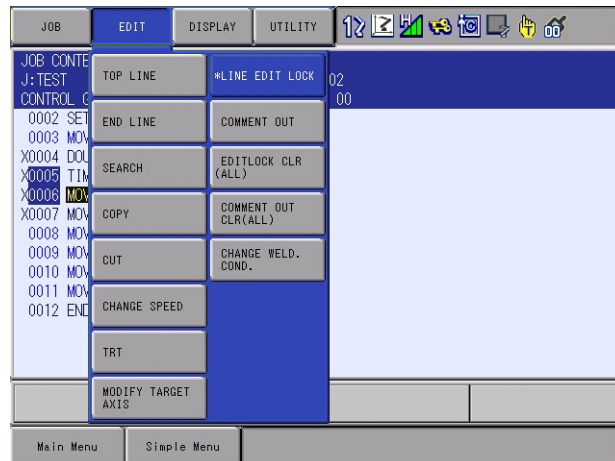 JOB
EDIT
DISPLAY
UTILITY
JOB CONTE
J:TEST
02
CONTROL G
00
0002 SET
0003 MOV
X0004 DOU
X0005 TIM
X0006 MOV
X0007 MOV
0008 MOV
0009 MOV
0010 MOV
0011 MOV
0012 END
TOP LINE
END LINE
SEARCH
COPY
CUT
CHANGE SPEED
TRT
MODIFY TARGET
AXIS
*LINE EDIT LOCK
COMMENT OUT
EDITLOCK CLR
(ALL)
COMMENT OUT
CLR(ALL)
CHANGE WELD.
COND.
Main Menu
Simple Menu